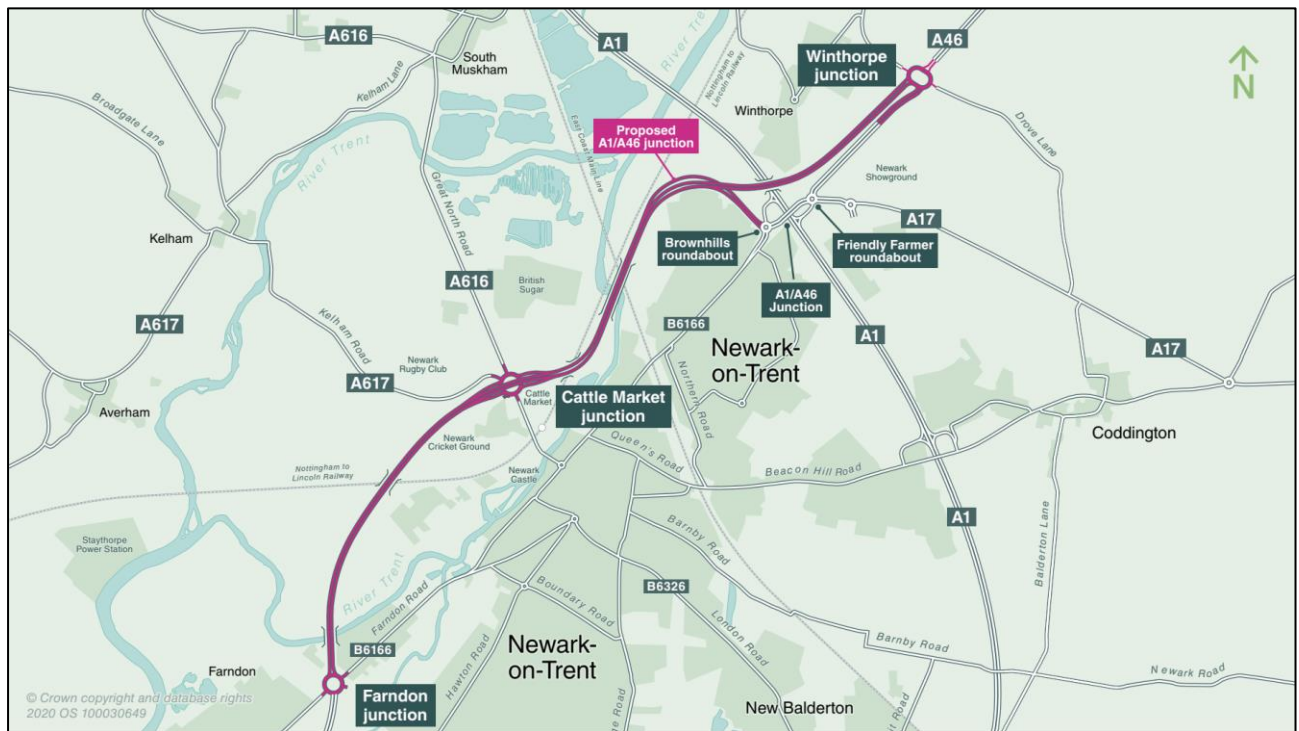 A616
South
Muskham
A1
River Trent
Nottingham to
Lincoln Railway
Winthorpe
junction
A46
N
Kelham Lane
Broadgate Lane
River Trent
East Coast Main Line
Proposed
A1/A46 junction
Winthorpe
Drove Lane
Newark
Showground
Great North Road
Kelham
A17
Brownhills
roundabout
Friendly Farmer
roundabout
A616
British
Sugar
A1/A46
Junction
A617
Kelham Road
B6166
A1
Newark-
on-Trent
A17
Newark
Rugby Club
Northern Road
A617
Cattle
Market
Cattle Market
junction
Averham
Newark
Cricket Ground
Queen's Road
Coddington
Nottingham to
Lincoln Railway
Newark
Castle
Beacon Hill Road
A1
Staythorpe
Power Station
Barnby Road
Balderton Lane
River Trent
Farndon Road
Boundary Road
B6326
London Road
Barnby Road
B6166
Newark-
on-Trent
Hawton Road
Newark Road
Farndon
© Crown copyright and database rights
2020 OS 100030649
Farndon
junction
New Balderton